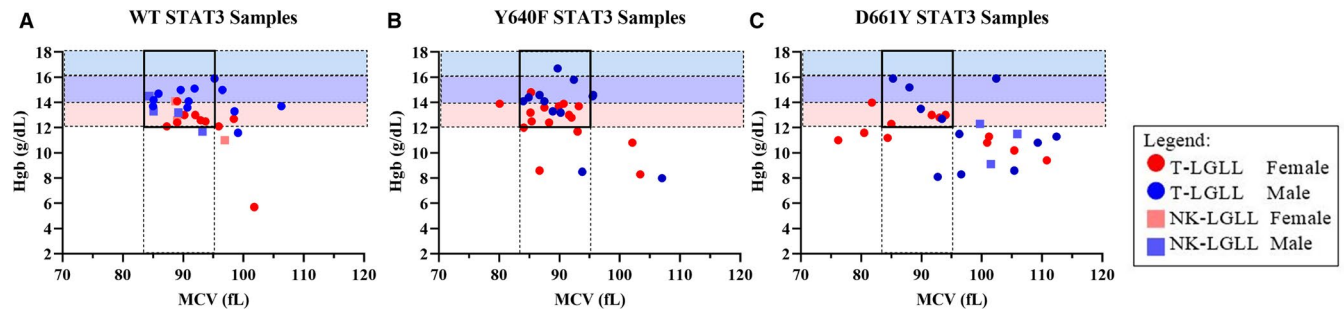 A
WT STAT3 Samples
Hgb (g/dL)
18
16
14
12
10
8
6
4
2
70
80
90
100
110
120
MCV (fL)
B
Y640F STAT3 Samples
Hgb (g/dL)
18
16
14
12
10
8
6
4
2
70
80
90
100
110
120
MCV (fL)
C
D661Y STAT3 Samples
Hgb (g/dL)
18
16
14
12
10
8
6
4
2
70
80
90
100
110
120
MCV (fL)
Legend:
T-LGLL Female
T-LGLL Male
NK-LGLL Female
NK-LGLL Male